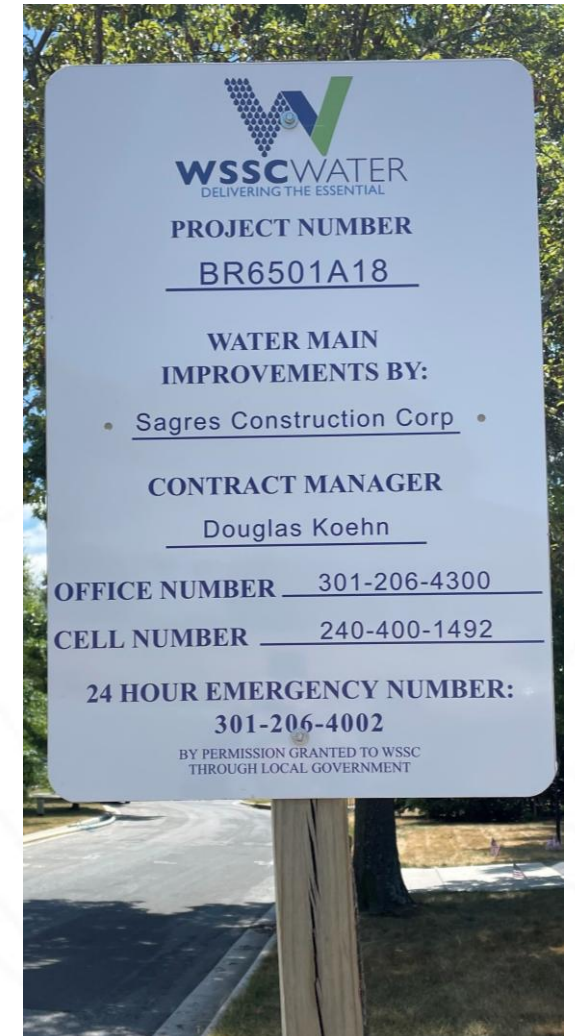 WSSCWATER
DELIVERING THE ESSENTIAL
PROJECT NUMBER
BR6501A18
WATER MAIN
IMPROVEMENTS BY:
Sagres Construction Corp
CONTRACT MANAGER
Douglas Koehn
OFFICE NUMBER 301-206-4300
CELL NUMBER 240-400-1492
24 HOUR EMERGENCY NUMBER:
301-206-4002
BY PERMISSION GRANTED TO WSSC
THROUGH LOCAL GOVERNMENT